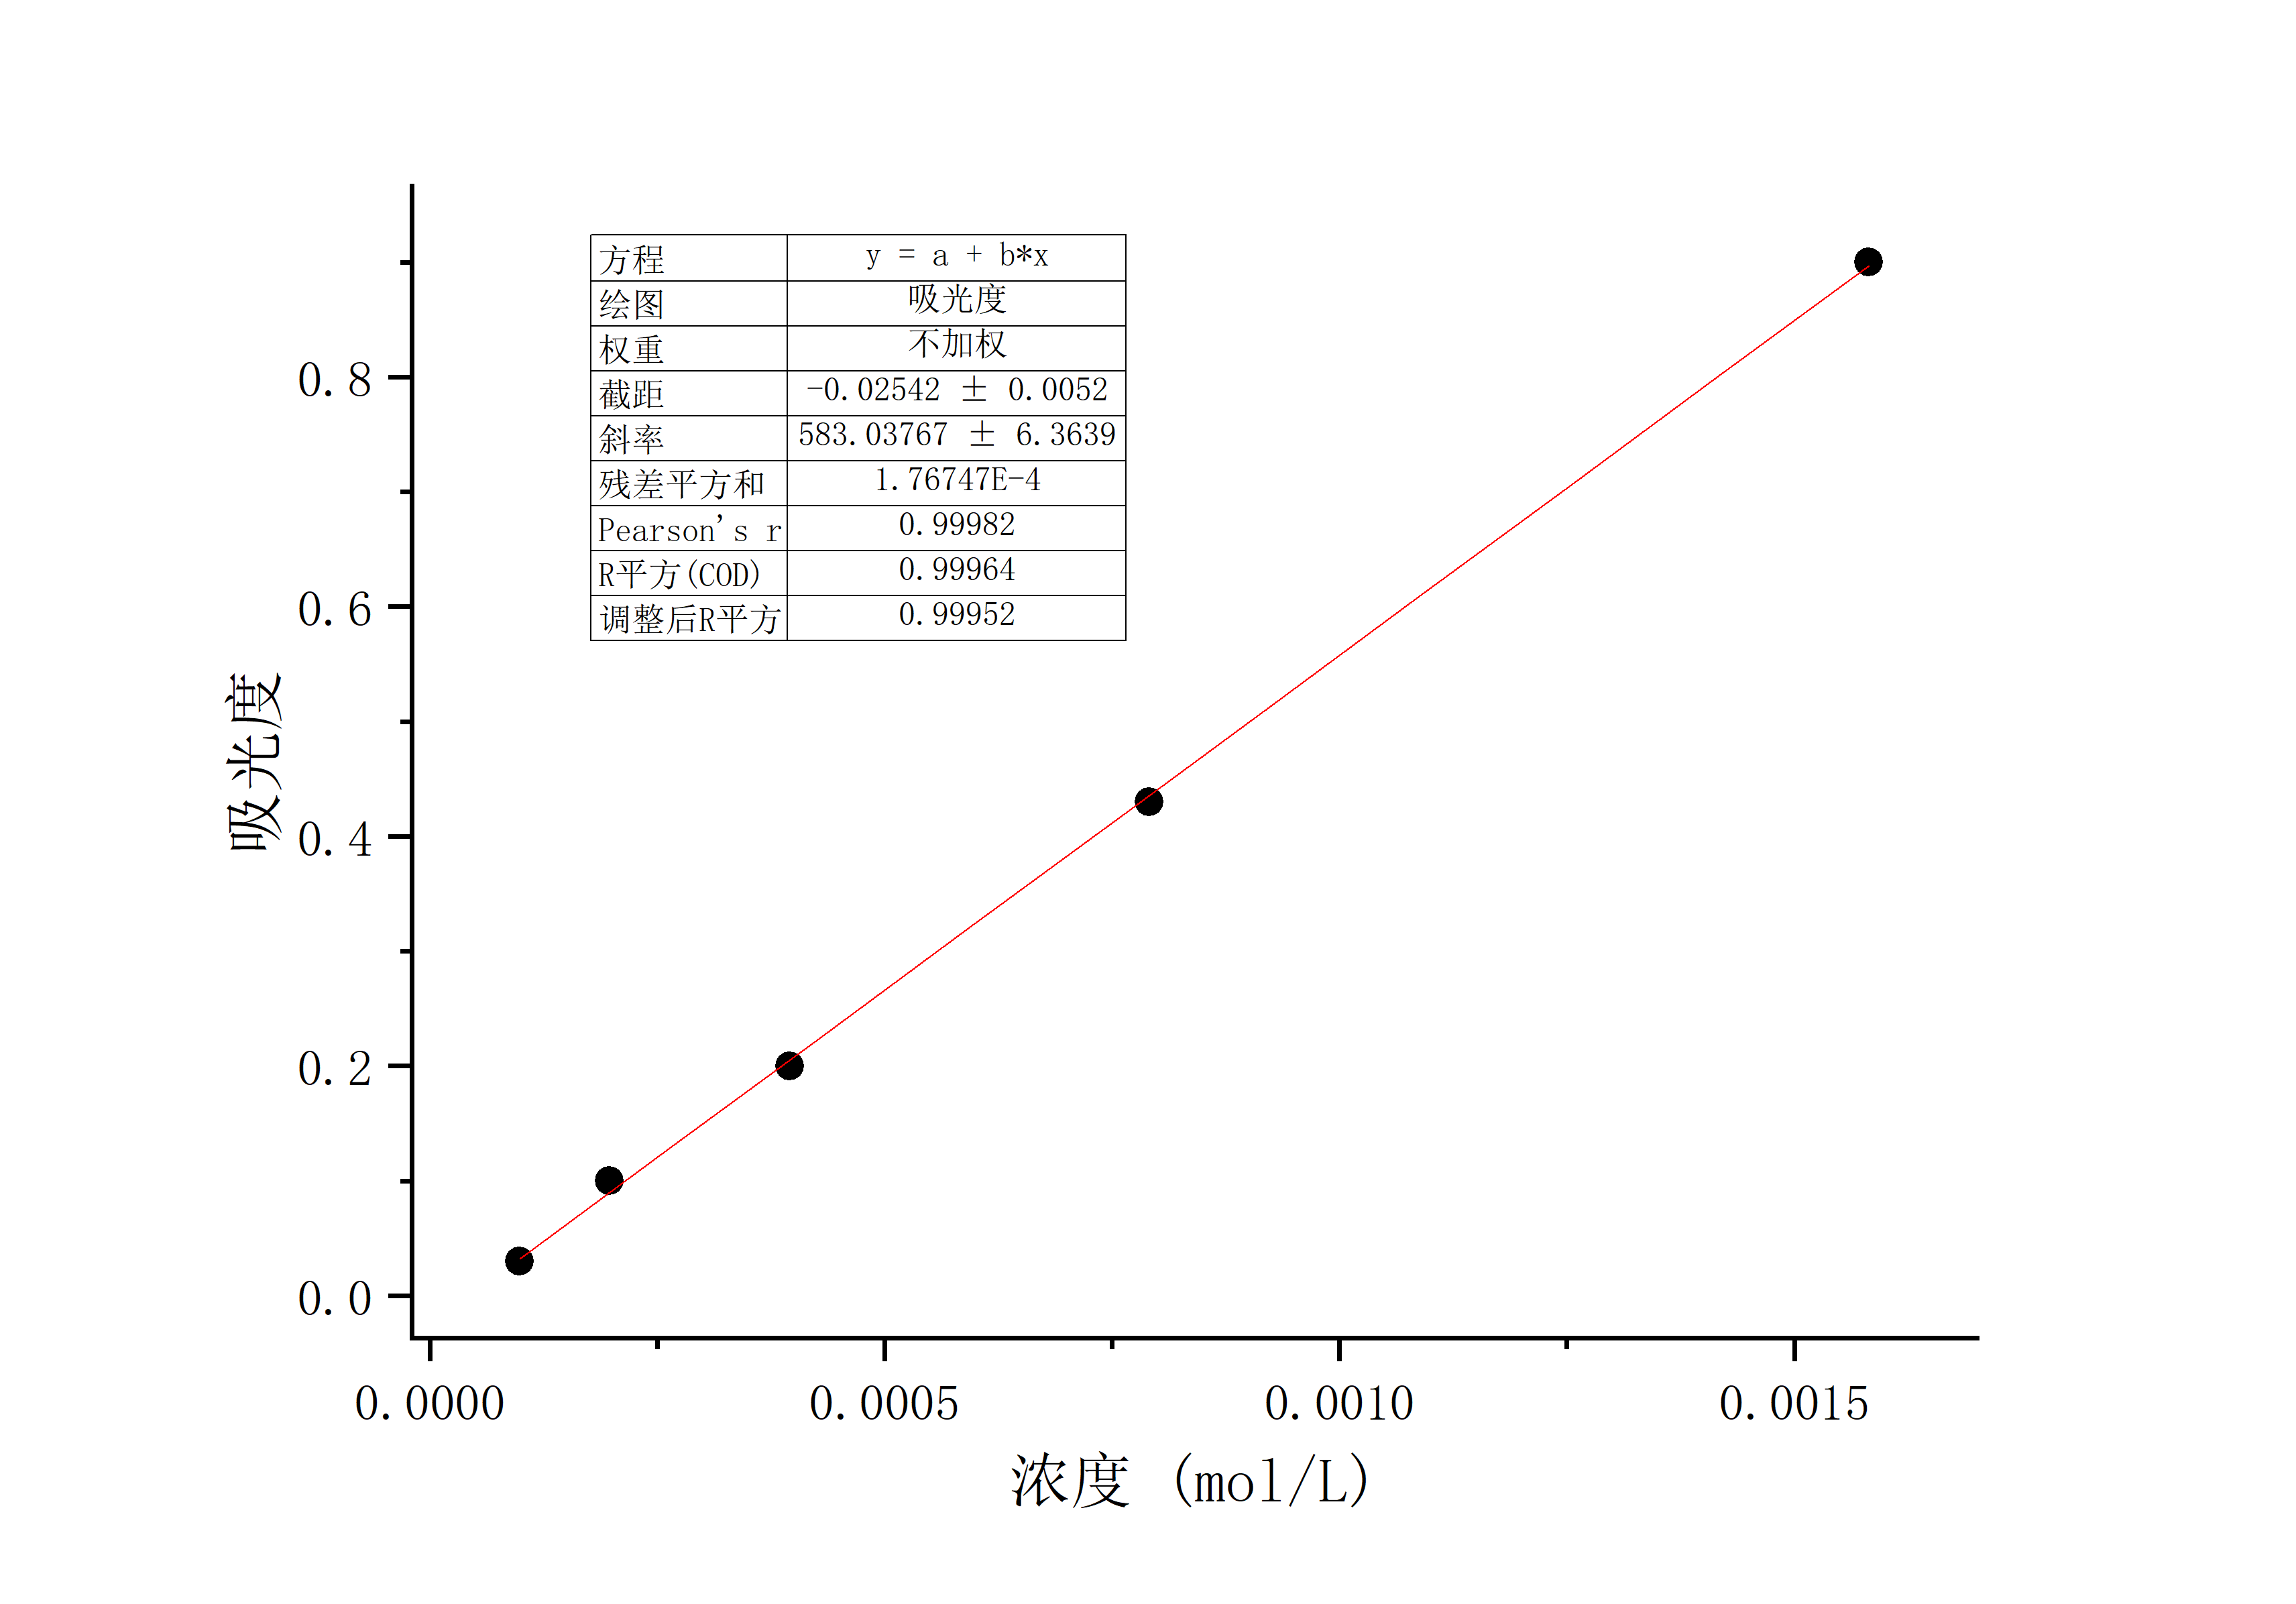 方程 y = a + b*x
绘图 吸光度
权重 不加权
截距 -0.02542 ± 0.0052
斜率 583.03767 ± 6.3639
残差平方和 1.76747E-4
Pearson's r 0.99982
R平方(COD) 0.99964
调整后R平方 0.99952
0.8
0.6
0.4
0.2
0.0
吸光度
0.0000 0.0005 0.0010 0.0015
浓度 (mol/L)